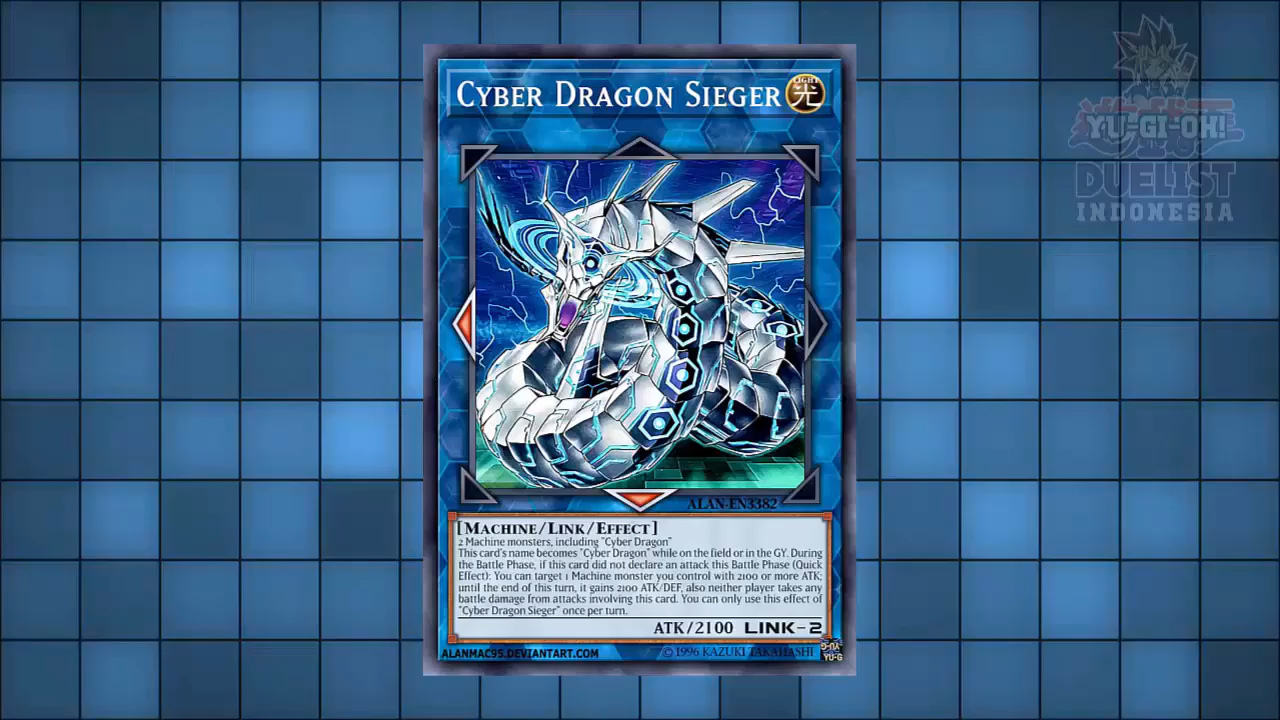 CYBER DRAGON SIEGER
LIGHT
光
YU-GI-OH!
DUELIST
INDONESIA
ALAN-EN3382
[MACHINE/LINK/EFFECT]
2 Machine monsters, including "Cyber Dragon"
This card's name becomes "Cyber Dragon" while on the field or in the GY. During
the Battle Phase, if this card did not declare an attack this Battle Phase (Quick
Effect): You can target 1 Machine monster you control with 2100 or more ATK;
until the end of this turn, it gains 2100 ATK/DEF, also neither player takes any
battle damage from attacks involving this card. You can only use this effect of
"Cyber Dragon Sieger" once per turn.
ATK/2100 LINK-2
ALANMAC95.DEVIANTART.COM
©1996 KAZUKI TAKAHASHI